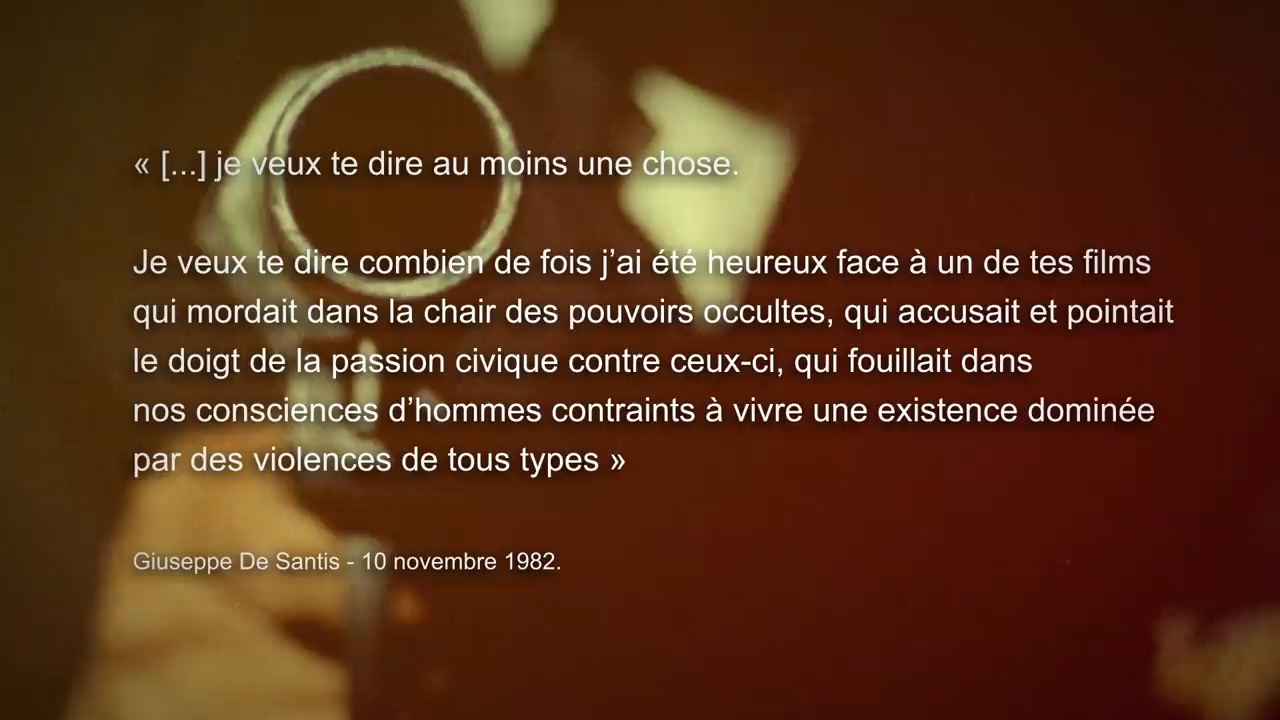 « [...] je veux te dire au moins une chose.
Je veux te dire combien de fois j’ai été heureux face à un de tes films
qui mordait dans la chair des pouvoirs occultes, qui accusait et pointait
le doigt de la passion civique contre ceux-ci, qui fouillait dans
nos consciences d’hommes contraints à vivre une existence dominée
par des violences de tous types »
Giuseppe De Santis - 10 novembre 1982.